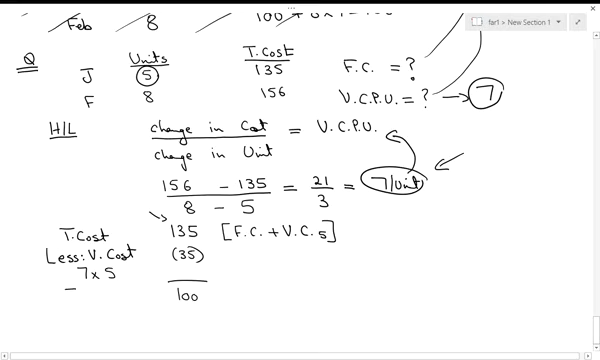 Feb 8
far1 > New Section 1
Q Units T.Cost
J 5 135 F.C. = ?
F 8 156 V.C.P.U. = ? → 7
H/L change in Cost = V.C.P.U.
change in Unit
156 - 135 = 21 = 7/Unit
8 - 5 3
T.Cost 135 [F.C. + V.C. 5]
Less: V.Cost (35)
7 x 5
100